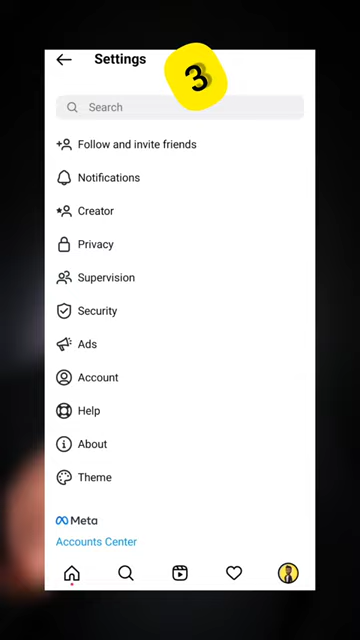 Settings
3
Search
Follow and invite friends
Notifications
Creator
Privacy
Supervision
Security
Ads
Account
Help
About
Theme
Meta
Accounts Center